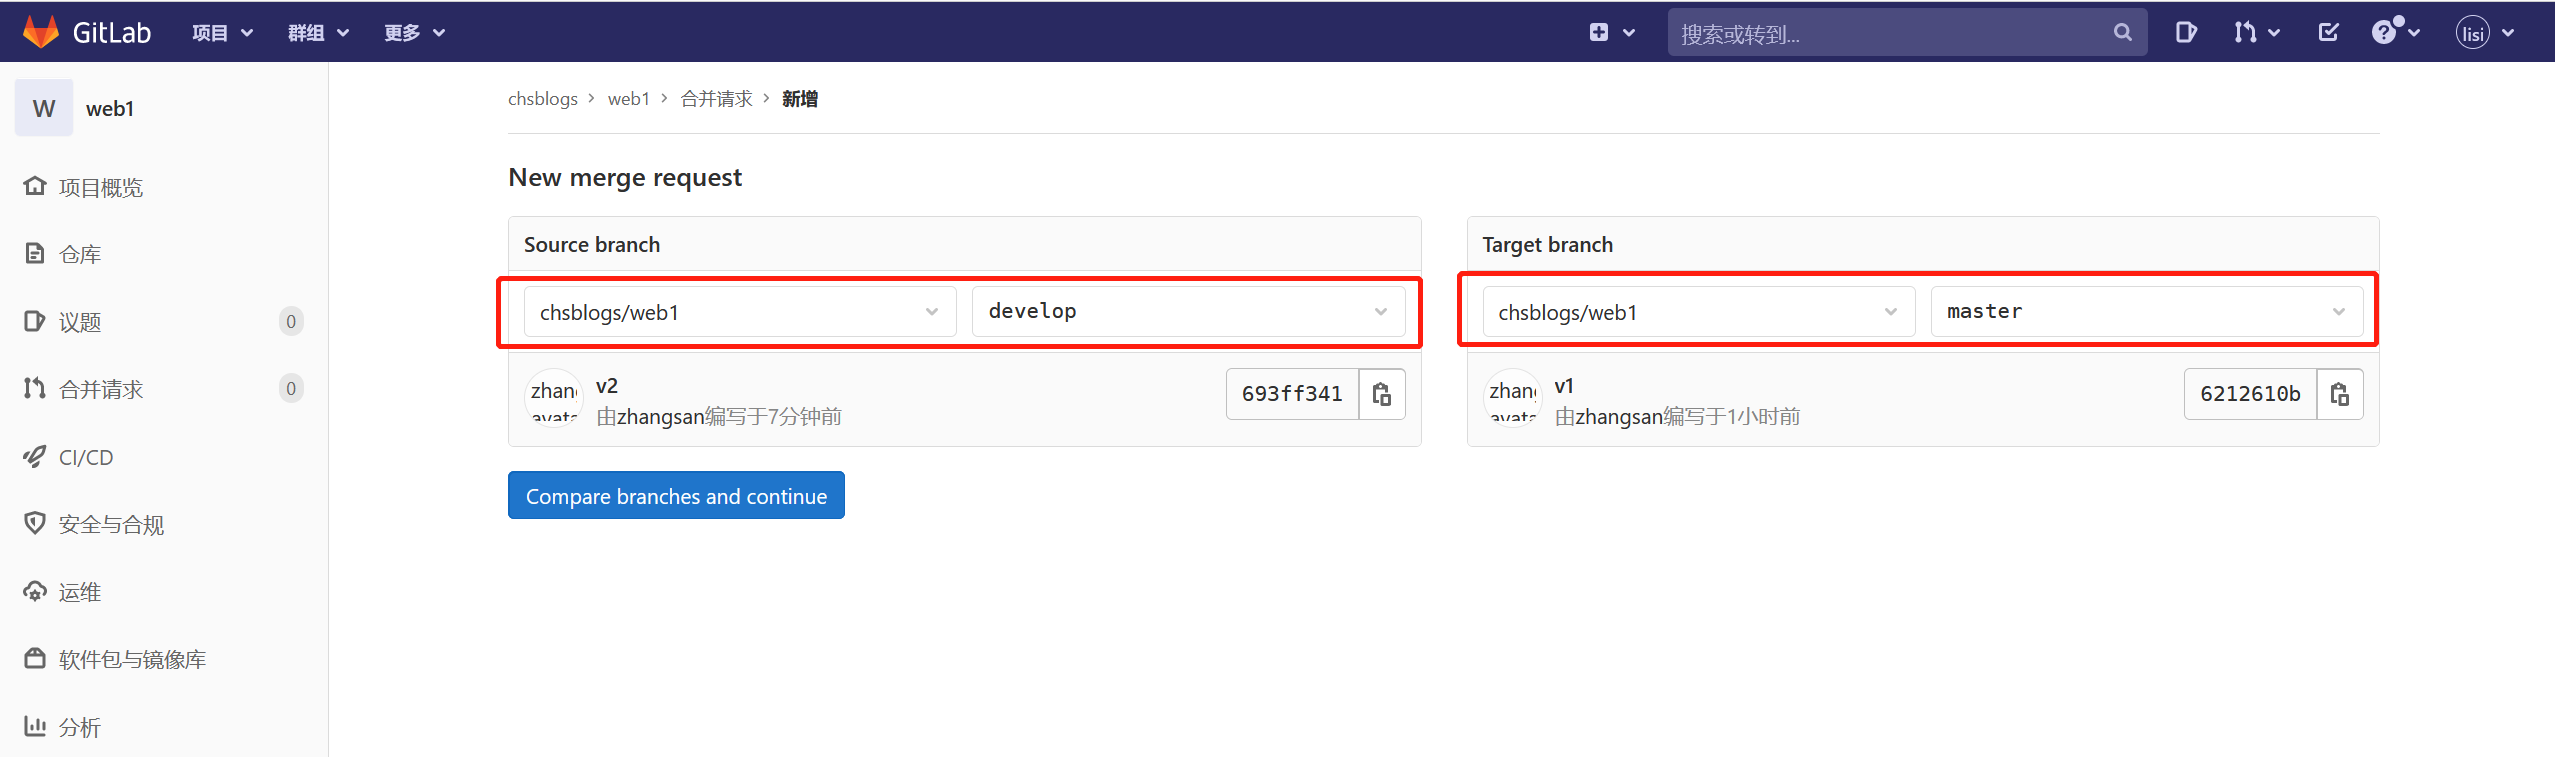 GitLab 项目 群组 更多 搜索或转到... lisi
W web1
项目概览
仓库
议题 0
合并请求 0
CI/CD
安全与合规
运维
软件包与镜像库
分析
chsblogs › web1 › 合并请求 › 新增
New merge request
Source branch
chsblogs/web1 develop
v2
由zhangsan编写于7分钟前
693ff341
Target branch
chsblogs/web1 master
v1
由zhangsan编写于1小时前
6212610b
Compare branches and continue